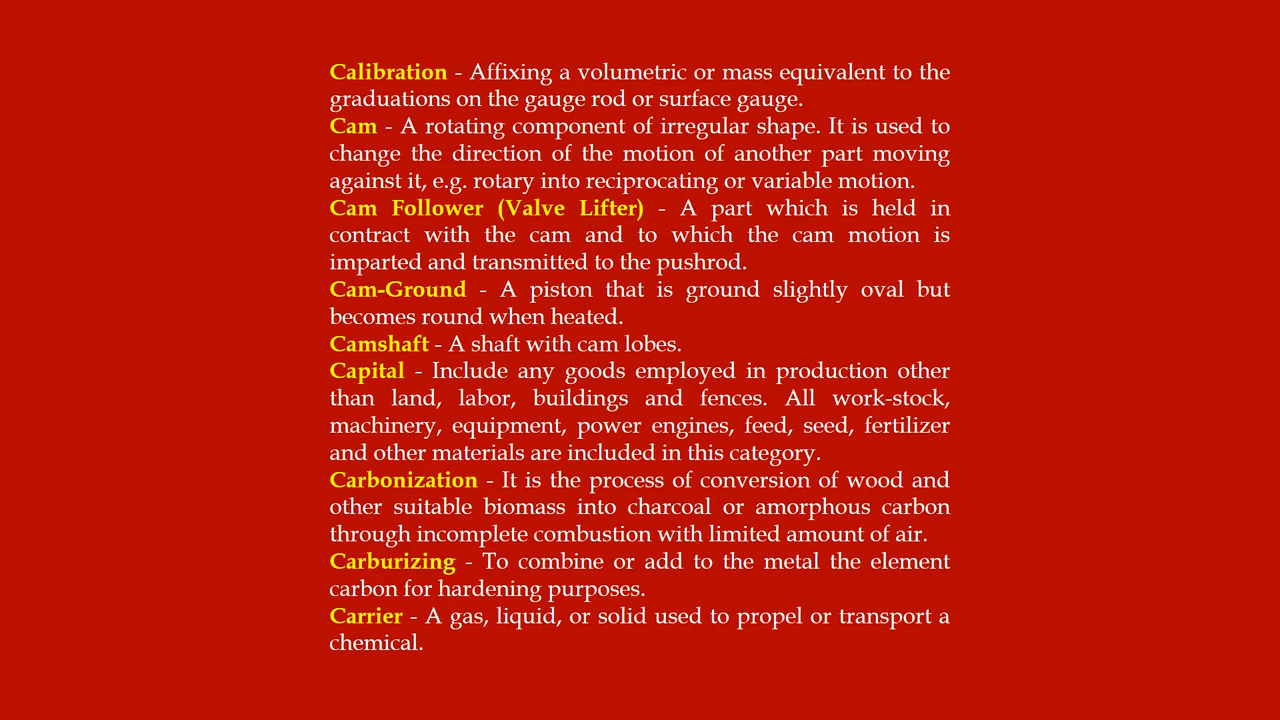 Calibration - Affixing a volumetric or mass equivalent to the
graduations on the gauge rod or surface gauge.
Cam - A rotating component of irregular shape. It is used to
change the direction of the motion of another part moving
against it, e.g. rotary into reciprocating or variable motion.
Cam Follower (Valve Lifter) - A part which is held in
contract with the cam and to which the cam motion is
imparted and transmitted to the pushrod.
Cam-Ground - A piston that is ground slightly oval but
becomes round when heated.
Camshaft - A shaft with cam lobes.
Capital - Include any goods employed in production other
than land, labor, buildings and fences. All work-stock,
machinery, equipment, power engines, feed, seed, fertilizer
and other materials are included in this category.
Carbonization - It is the process of conversion of wood and
other suitable biomass into charcoal or amorphous carbon
through incomplete combustion with limited amount of air.
Carburizing - To combine or add to the metal the element
carbon for hardening purposes.
Carrier - A gas, liquid, or solid used to propel or transport a
chemical.